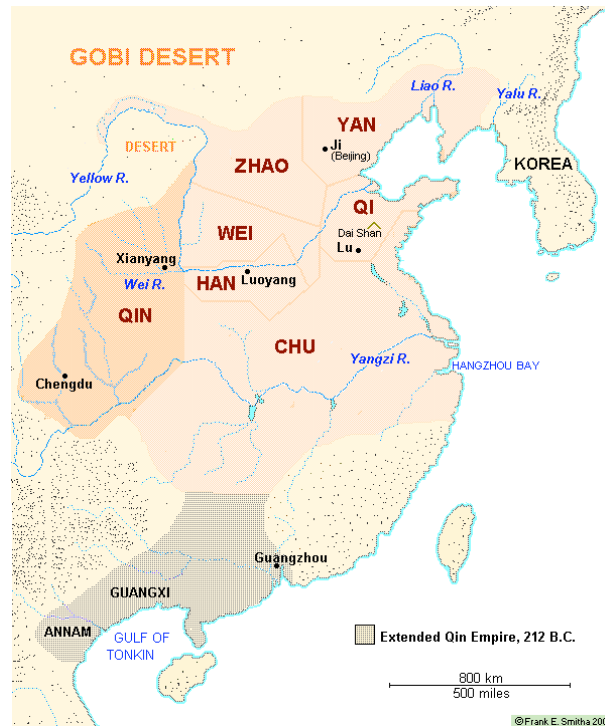 GOBI DESERT
Liao R.
Yalu R.
YAN
Ji
(Beijing)
DESERT
ZHAO
KOREA
Yellow R.
QI
WEI
Dai Shan
Lu
Xianyang
HAN
Luoyang
Wei R.
QIN
CHU
Yangzi R.
HANGZHOU BAY
Chengdu
Guangzhou
GUANGXI
ANNAM
GULF OF
TONKIN
Extended Qin Empire, 212 B.C.
800 km
500 miles
©Frank E. Smitha 200